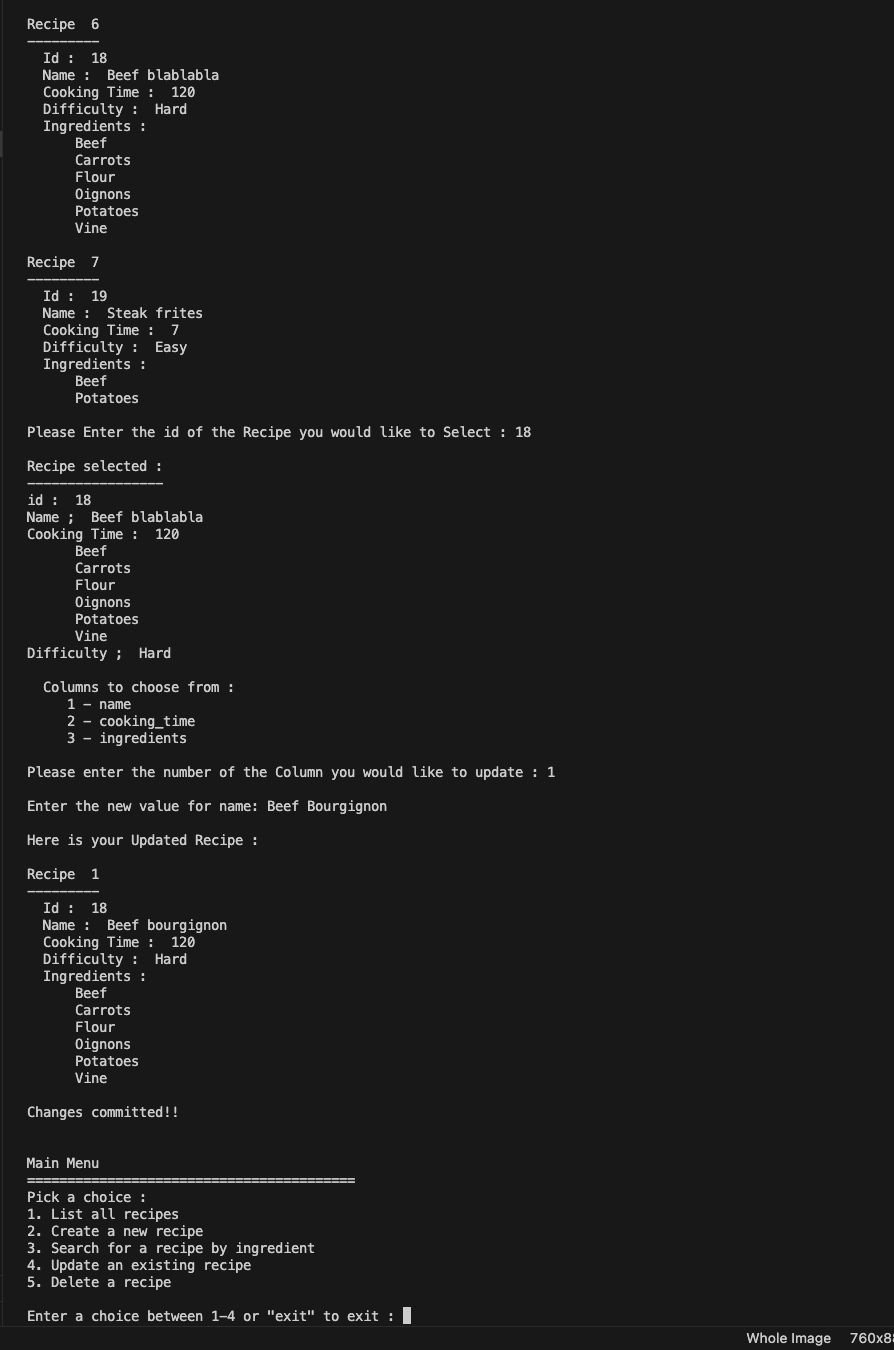 Recipe  6
---------
  Id :  18
  Name :  Beef blablabla
  Cooking Time :  120
  Difficulty :  Hard
  Ingredients :
      Beef
      Carrots
      Flour
      Oignons
      Potatoes
      Vine
Recipe  7
---------
  Id :  19
  Name :  Steak frites
  Cooking Time :  7
  Difficulty :  Easy
  Ingredients :
      Beef
      Potatoes
Please Enter the id of the Recipe you would like to Select : 18
Recipe selected :
-----------------
id :  18
Name ;  Beef blablabla
Cooking Time :  120
      Beef
      Carrots
      Flour
      Oignons
      Potatoes
      Vine
Difficulty ;  Hard
  Columns to choose from :
     1 - name
     2 - cooking_time
     3 - ingredients
Please enter the number of the Column you would like to update : 1
Enter the new value for name: Beef Bourgignon
Here is your Updated Recipe :
Recipe  1
---------
  Id :  18
  Name :  Beef bourgignon
  Cooking Time :  120
  Difficulty :  Hard
  Ingredients :
      Beef
      Carrots
      Flour
      Oignons
      Potatoes
      Vine
Changes committed!!
Main Menu
=========================================
Pick a choice :
1. List all recipes
2. Create a new recipe
3. Search for a recipe by ingredient
4. Update an existing recipe
5. Delete a recipe
Enter a choice between 1-4 or "exit" to exit :
Whole Image 760x8